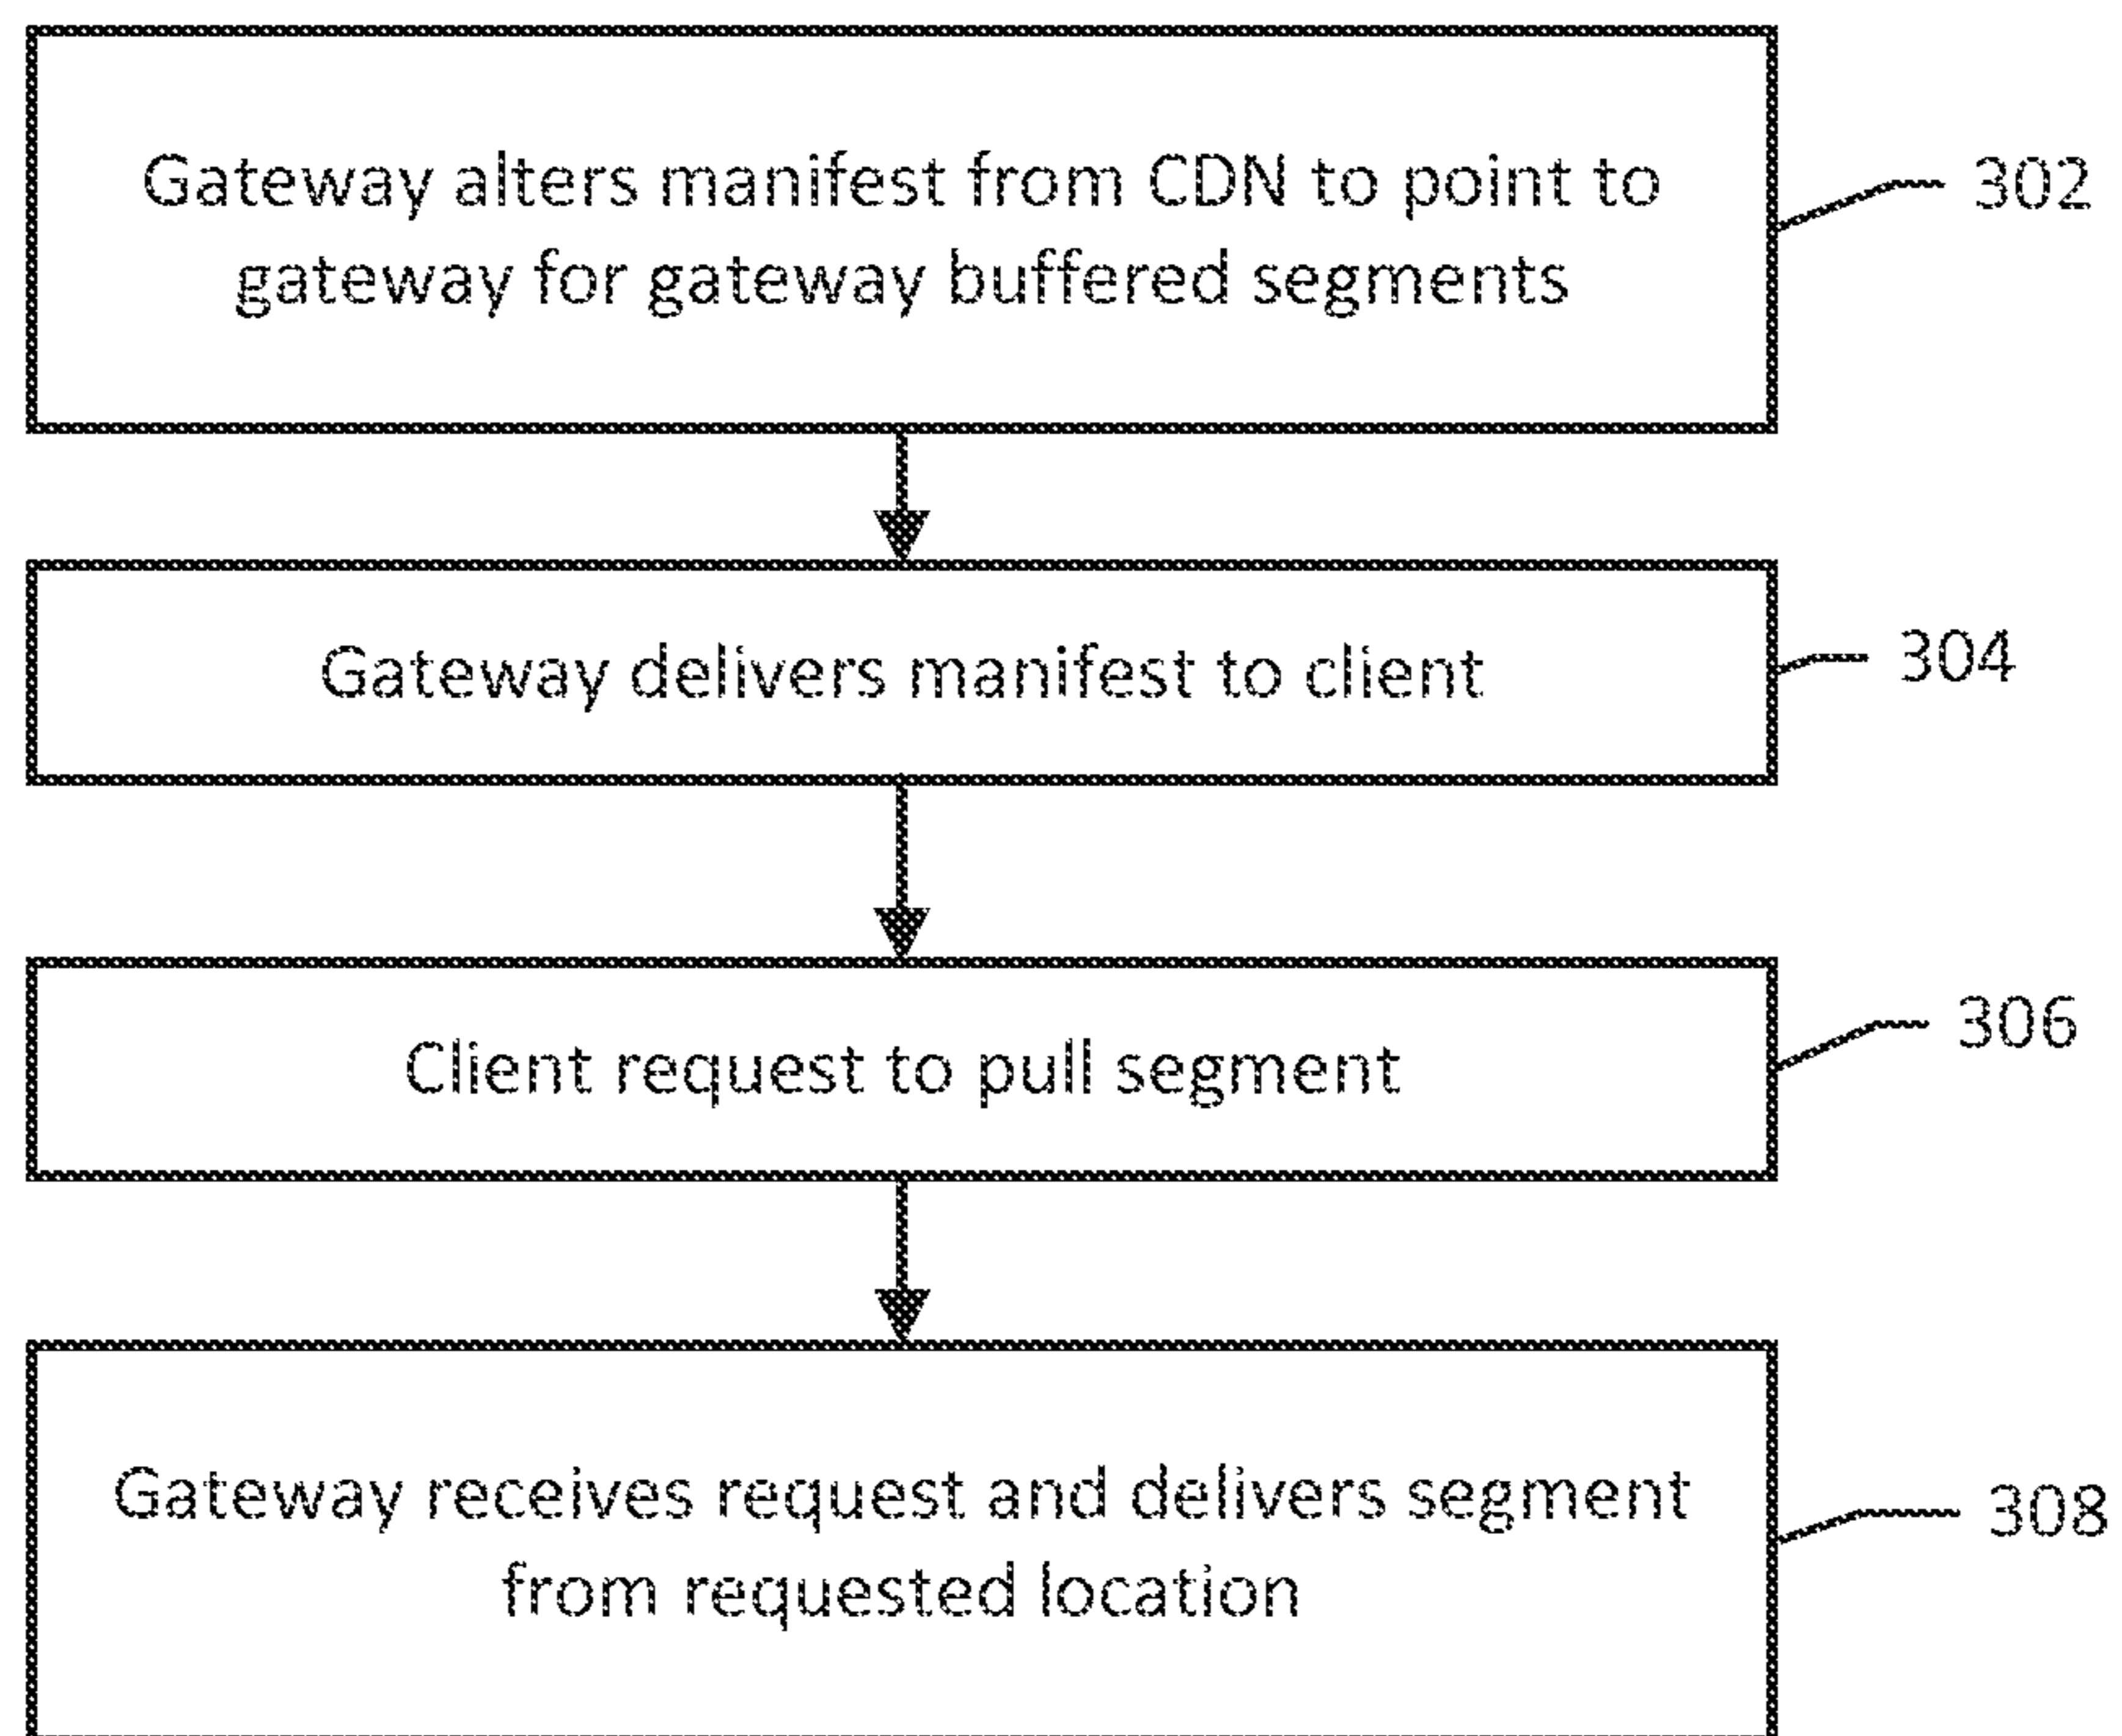 Gateway alters manifest from CDN to point to
gateway for gateway buffered segments
302
Gateway delivers manifest to client
304
Client request to pull segment
306
Gateway receives request and delivers segment
from requested location
308